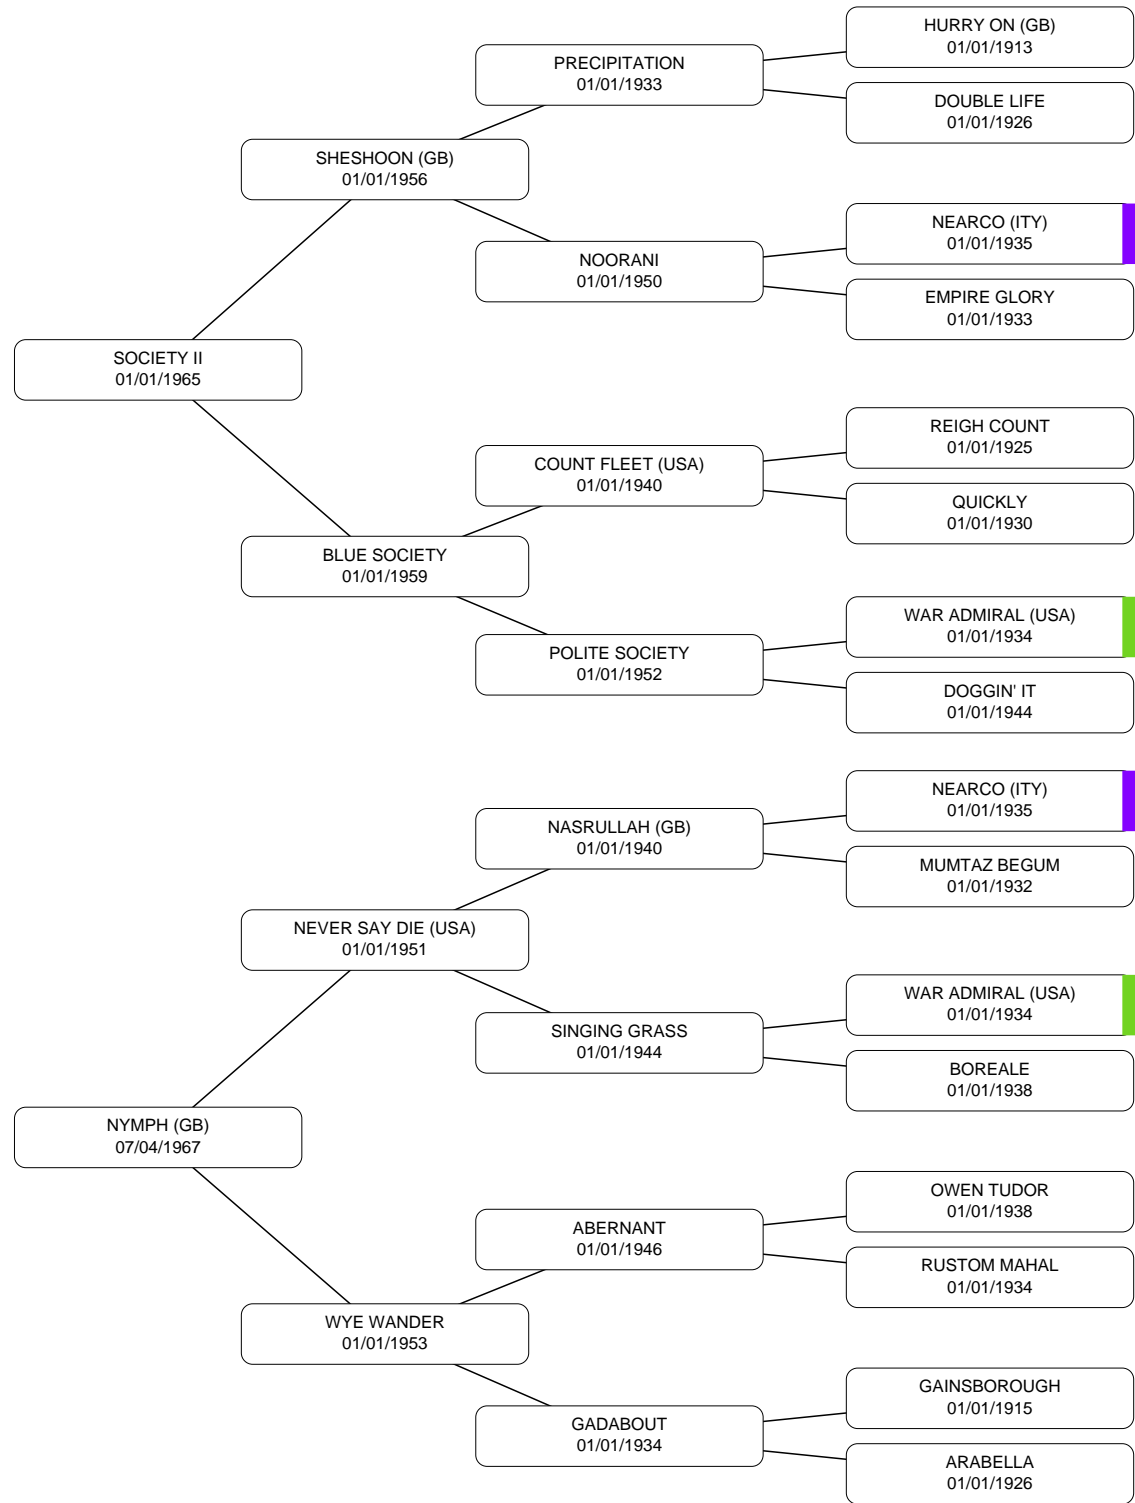 HURRY ON (GB)
01/01/1913
PRECIPITATION
01/01/1933
DOUBLE LIFE
01/01/1926
SHESHOON (GB)
01/01/1956
NEARCO (ITY)
01/01/1935
NOORANI
01/01/1950
EMPIRE GLORY
01/01/1933
SOCIETY II
01/01/1965
REIGH COUNT
01/01/1925
COUNT FLEET (USA)
01/01/1940
QUICKLY
01/01/1930
BLUE SOCIETY
01/01/1959
WAR ADMIRAL (USA)
01/01/1934
POLITE SOCIETY
01/01/1952
DOGGIN' IT
01/01/1944
NEARCO (ITY)
01/01/1935
NASRULLAH (GB)
01/01/1940
MUMTAZ BEGUM
01/01/1932
NEVER SAY DIE (USA)
01/01/1951
WAR ADMIRAL (USA)
01/01/1934
SINGING GRASS
01/01/1944
BOREALE
01/01/1938
NYMPH (GB)
07/04/1967
OWEN TUDOR
01/01/1938
ABERNANT
01/01/1946
RUSTOM MAHAL
01/01/1934
WYE WANDER
01/01/1953
GAINSBOROUGH
01/01/1915
GADABOUT
01/01/1934
ARABELLA
01/01/1926